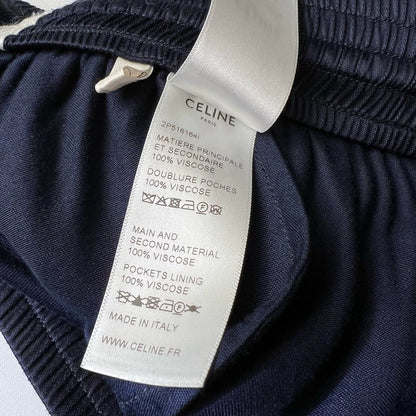 CELINE
PARIS
2P516164I
MATIÈRE PRINCIPALE
ET SECONDAIRE
100% VISCOSE
DOUBLURE POCHES
100% VISCOSE
MAIN AND
SECOND MATERIAL
100% VISCOSE
POCKETS LINING
100% VISCOSE
MADE IN ITALY
WWW.CELINE.FR